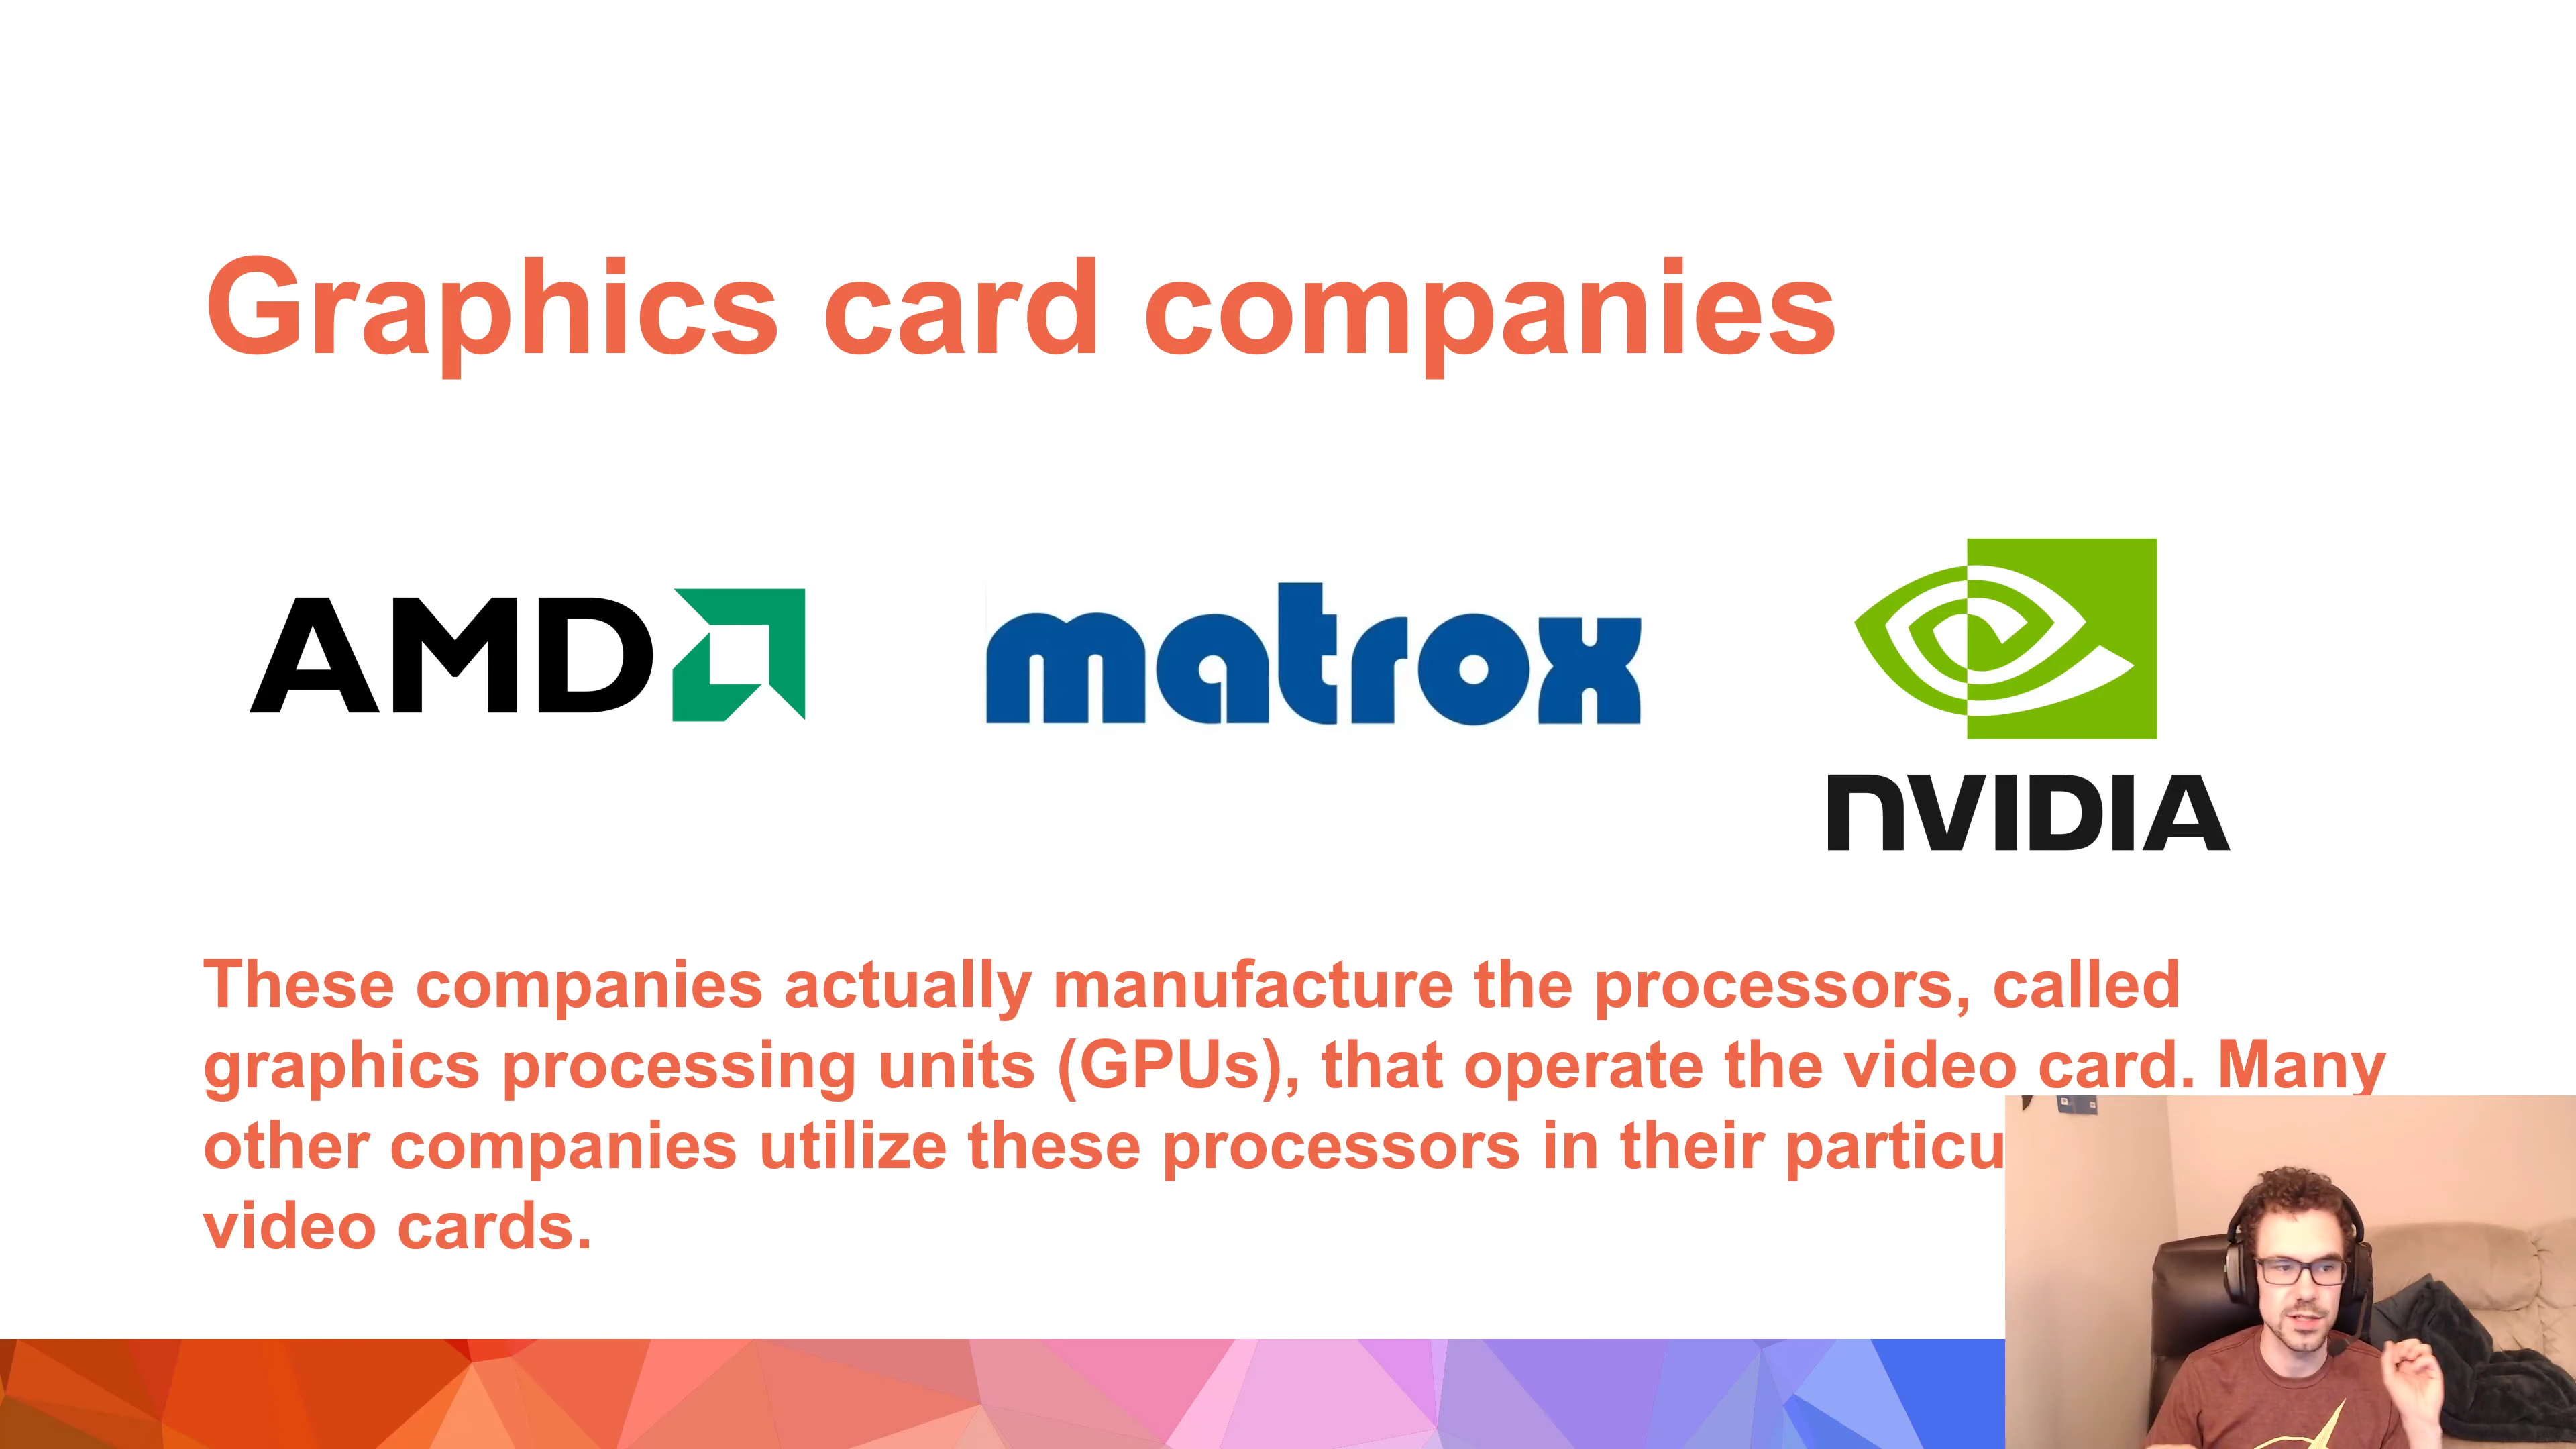 Graphics card companies
AMD
matrox
nVIDIA
These companies actually manufacture the processors, called
graphics processing units (GPUs), that operate the video card. Many
other companies utilize these processors in their
video cards.